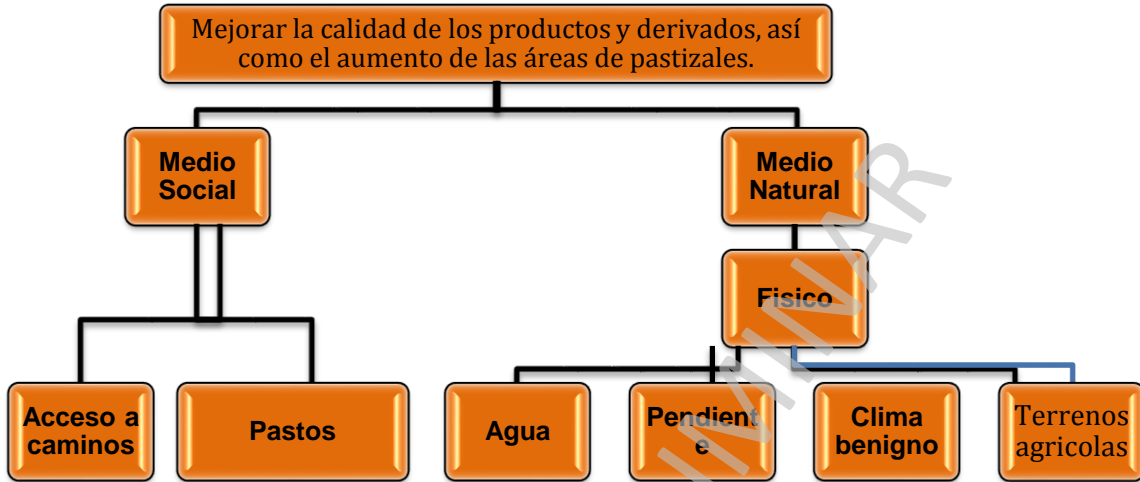 Mejorar la calidad de los productos y derivados, así
como el aumento de las áreas de pastizales.
Medio
Social
Medio
Natural
Fisico
Acceso a
caminos
Pastos
Agua
Pendient
e
Clima
benigno
Terrenos
agricolas
IMINAR